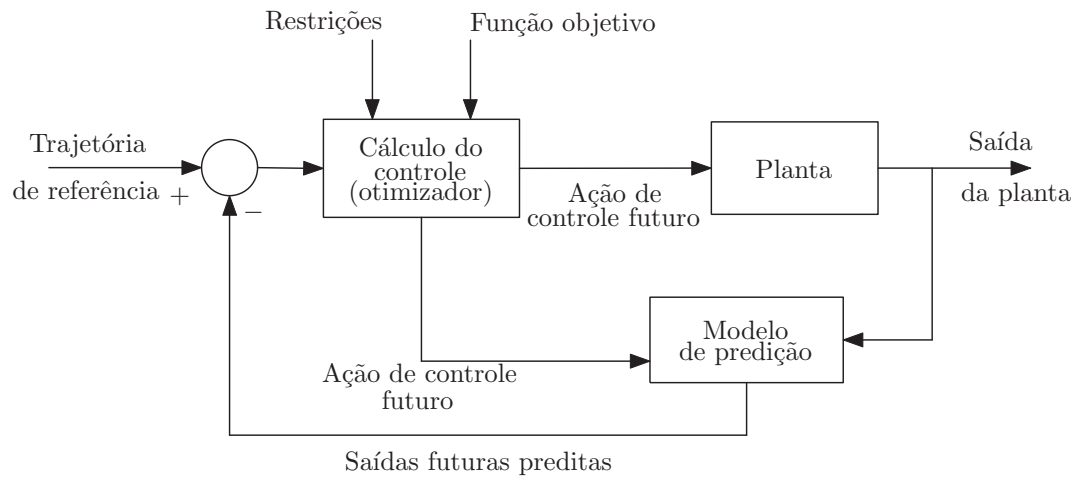 Restrições
Função objetivo
Trajetória
de referência +
−
Cálculo do
controle
(otimizador)
Ação de
controle futuro
Planta
Saída
da planta
Modelo
de predição
Ação de controle
futuro
Saídas futuras preditas